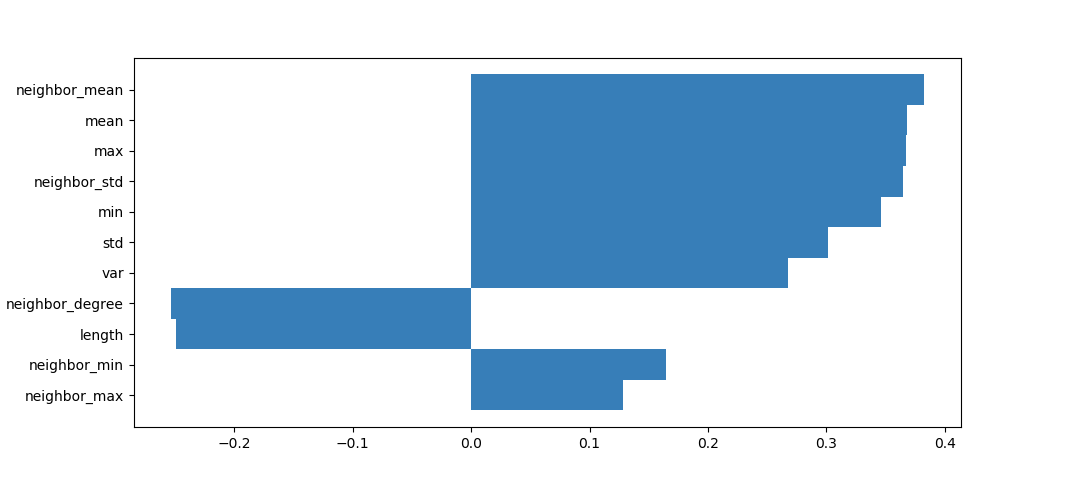 neighbor_mean
mean
max
neighbor_std
min
std
var
neighbor_degree
length
neighbor_min
neighbor_max
−0.2 −0.1 0.0 0.1 0.2 0.3 0.4